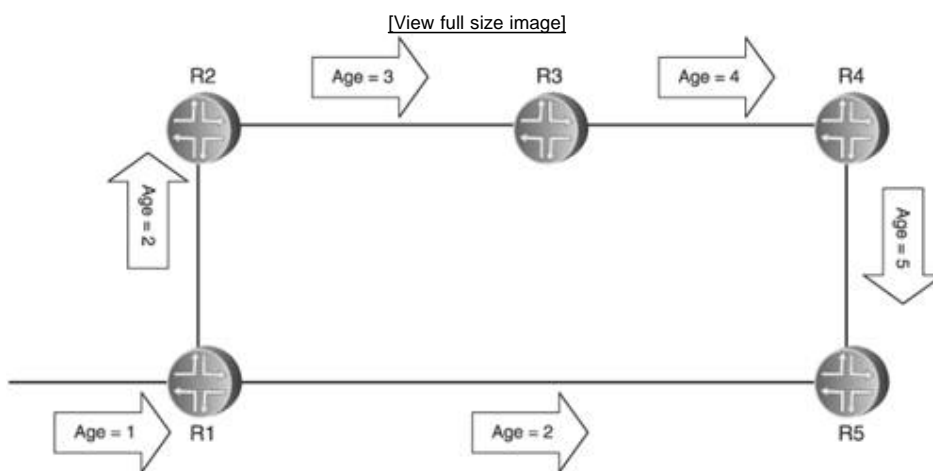 [View full size image]
R2
Age = 3
R3
Age = 4
R4
Age = 2
Age = 5
Age = 1
R1
Age = 2
R5